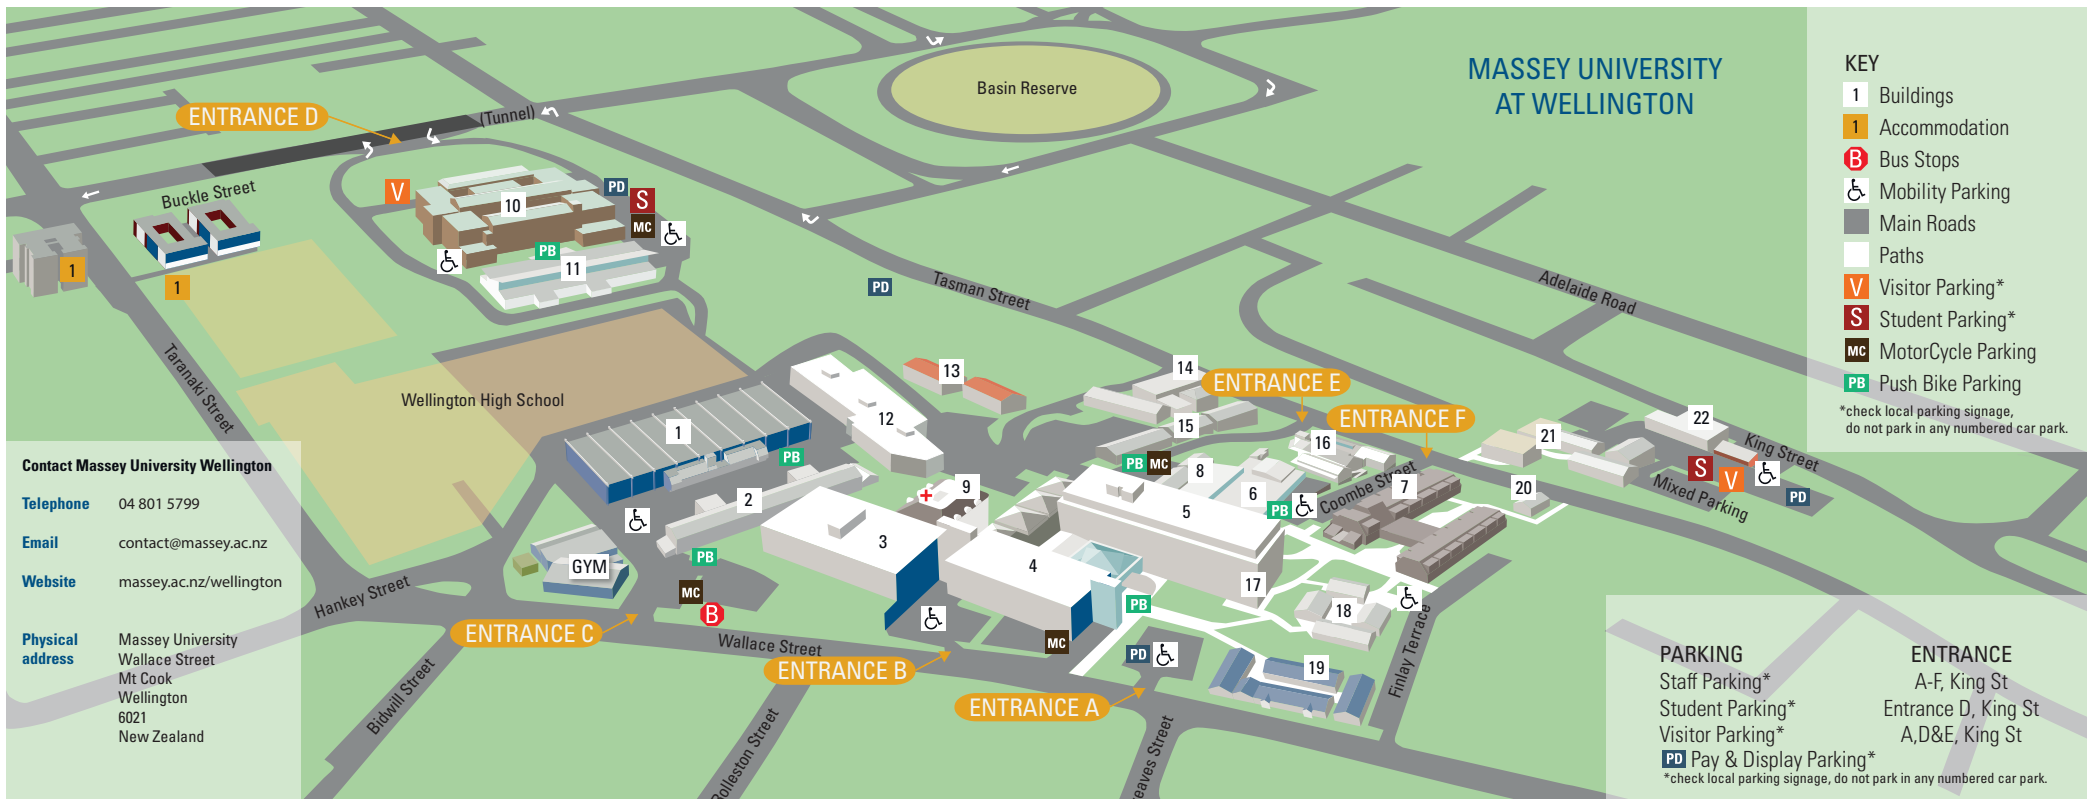 MASSEY UNIVERSITY
AT WELLINGTON
KEY
1 Buildings
1 Accommodation
B Bus Stops
Mobility Parking
Main Roads
Paths
V Visitor Parking*
S Student Parking*
MC MotorCycle Parking
PB Push Bike Parking
*check local parking signage,
do not park in any numbered car park.
Basin Reserve
ENTRANCE D
(Tunnel)
Buckle Street
V
10
PD
S
MC
PB
11
1
1
PD
Tasman Street
Adelaide Road
Taranaki Street
Wellington High School
13
14
ENTRANCE E
ENTRANCE F
12
15
16
21
22
King Street
1
PB
PB
MC
8
6
PB
Coombe Street
7
20
S
V
PD
Mixed Parking
9
2
5
3
4
GYM
PB
MC
B
17
18
PB
MC
PD
19
Hankey Street
ENTRANCE C
Wallace Street
ENTRANCE B
ENTRANCE A
Bidwill Street
Rolleston Street
eaves Street
Finlay Terrace
Contact Massey University Wellington
Telephone 04 801 5799
Email contact@massey.ac.nz
Website massey.ac.nz/wellington
Physical address Massey University
Wallace Street
Mt Cook
Wellington
6021
New Zealand
PARKING ENTRANCE
Staff Parking* A-F, King St
Student Parking* Entrance D, King St
Visitor Parking* A,D&E, King St
PD Pay & Display Parking*
*check local parking signage, do not park in any numbered car park.